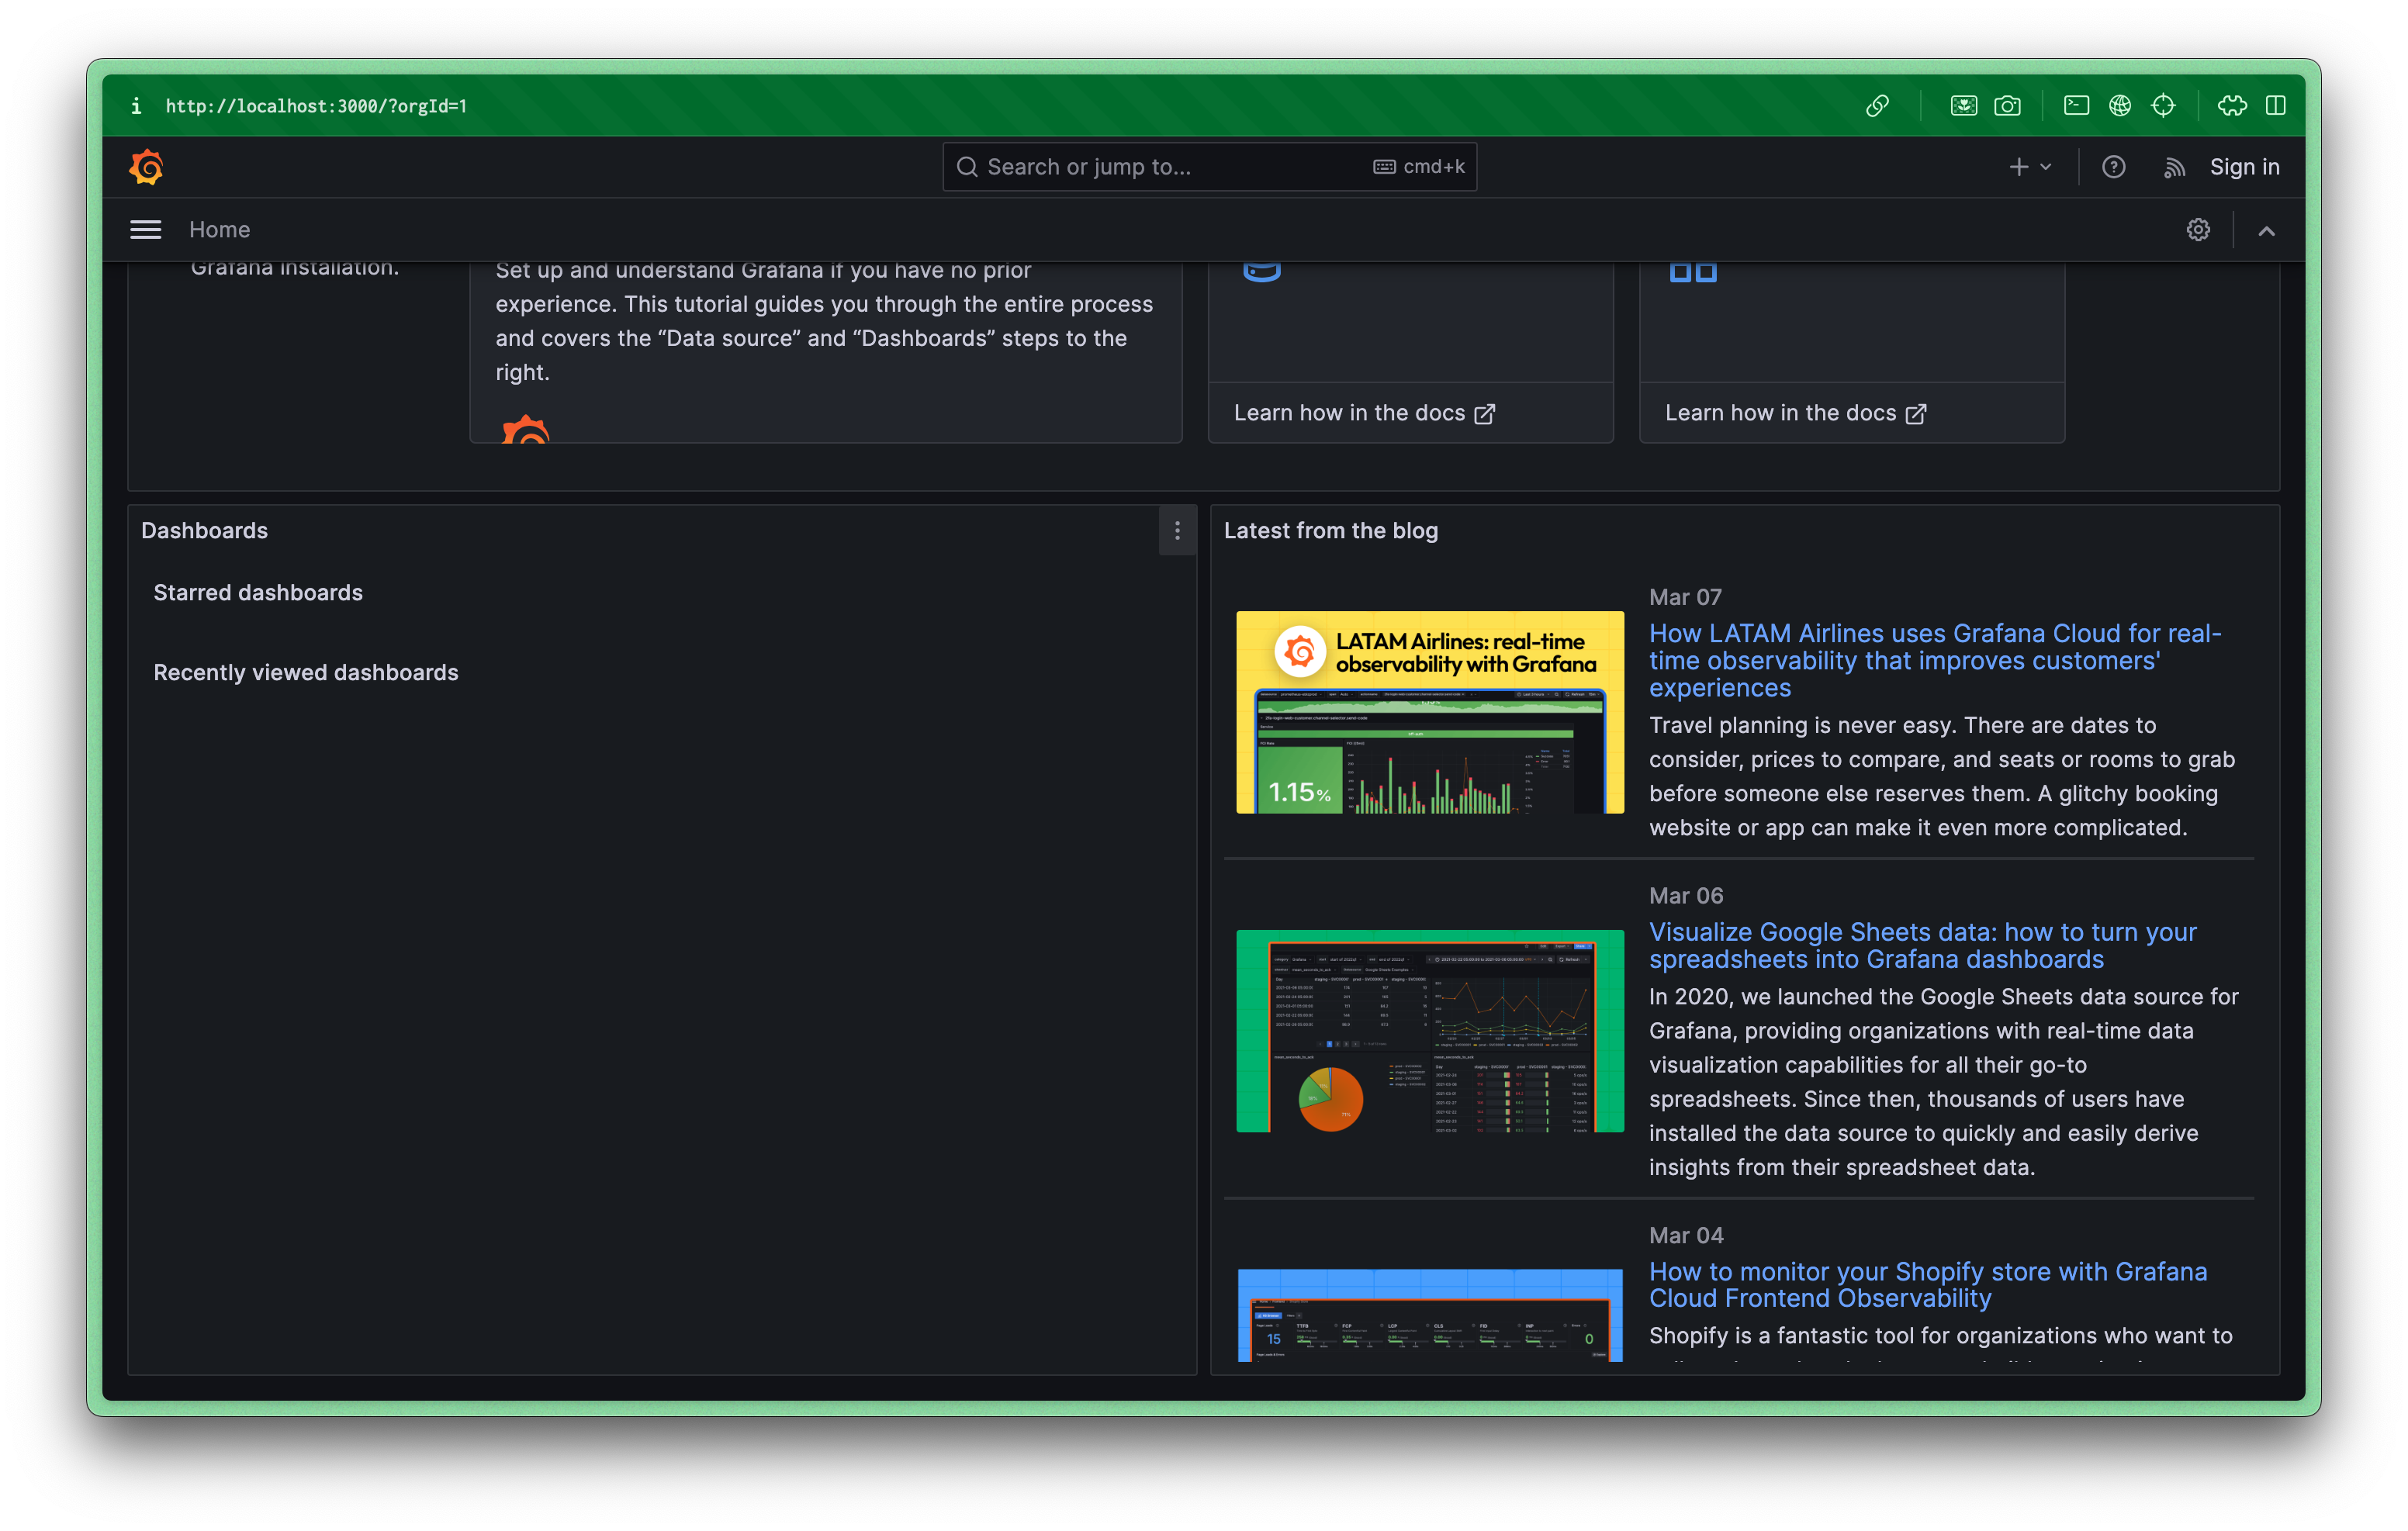 http://localhost:3000/?orgId=1
Search or jump to...
cmd+k
Sign in
Home
Grafana installation.
Set up and understand Grafana if you have no prior
experience. This tutorial guides you through the entire process
and covers the “Data source” and “Dashboards” steps to the
right.
Learn how in the docs
Learn how in the docs
Dashboards
Starred dashboards
Recently viewed dashboards
Latest from the blog
LATAM Airlines: real-time
observability with Grafana
1.15%
Mar 07
How LATAM Airlines uses Grafana Cloud for real-
time observability that improves customers'
experiences
Travel planning is never easy. There are dates to
consider, prices to compare, and seats or rooms to grab
before someone else reserves them. A glitchy booking
website or app can make it even more complicated.
Mar 06
Visualize Google Sheets data: how to turn your
spreadsheets into Grafana dashboards
In 2020, we launched the Google Sheets data source for
Grafana, providing organizations with real-time data
visualization capabilities for all their go-to
spreadsheets. Since then, thousands of users have
installed the data source to quickly and easily derive
insights from their spreadsheet data.
Mar 04
How to monitor your Shopify store with Grafana
Cloud Frontend Observability
Shopify is a fantastic tool for organizations who want to
15
TTFB
FCP
LCP
CLS
FID
INP
0